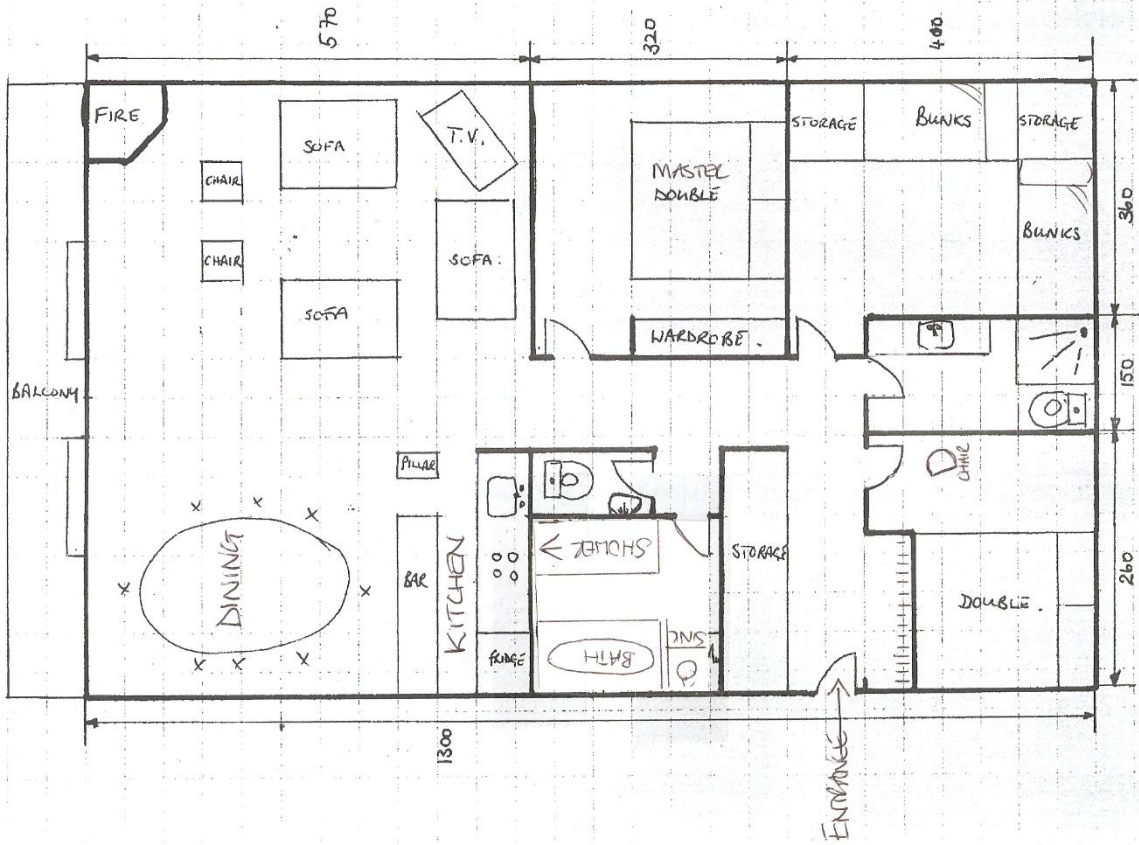 570
320
400
FIRE
SOFA
T.V.
CHAIR
MASTER
DOUBLE
STORAGE
BUNKS
STORAGE
CHAIR
SOFA
SOFA
BUNKS
360
WARDROBE.
BALCONY
150
PILLAR
CHAIR
DINING
BAR
KITCHEN
SHOWER
STORAGE
DOUBLE.
260
FRIDGE
BATH
SINC
1300
ENTRANCE